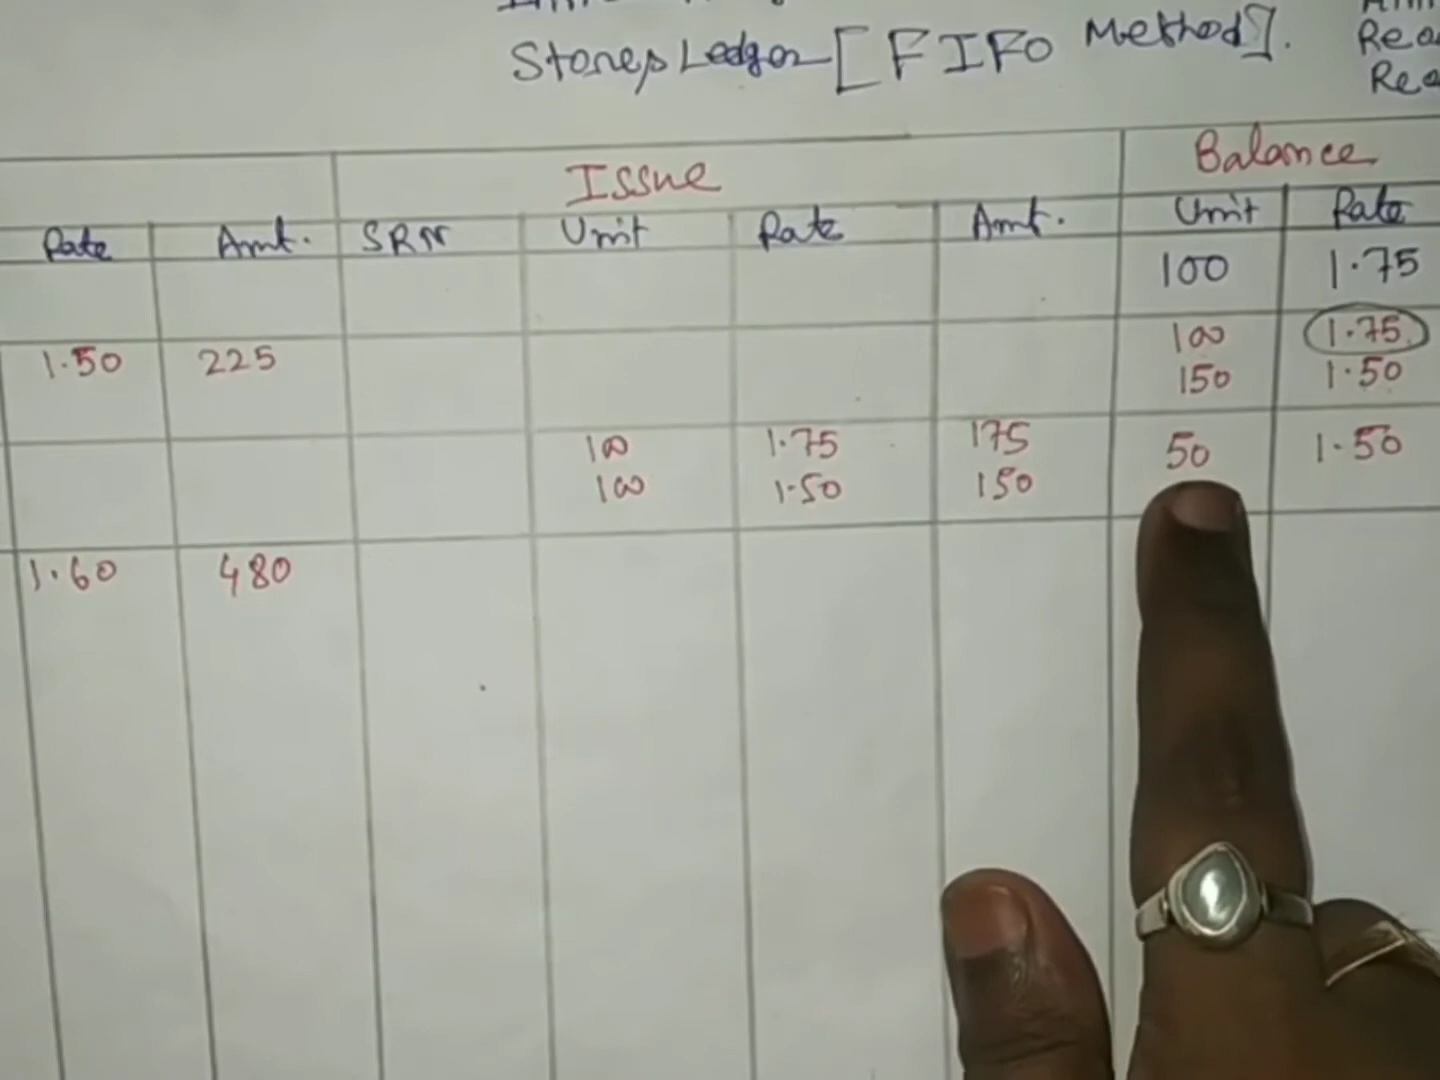 Stores Ledger [FIFO Method].
Issue Balance
Rate Amt. SRN Unit Rate Amt. Unit Rate
100 1.75
1.50 225 100 1.75
150 1.50
100 1.75 175 50 1.50
100 1.50 150
1.60 480